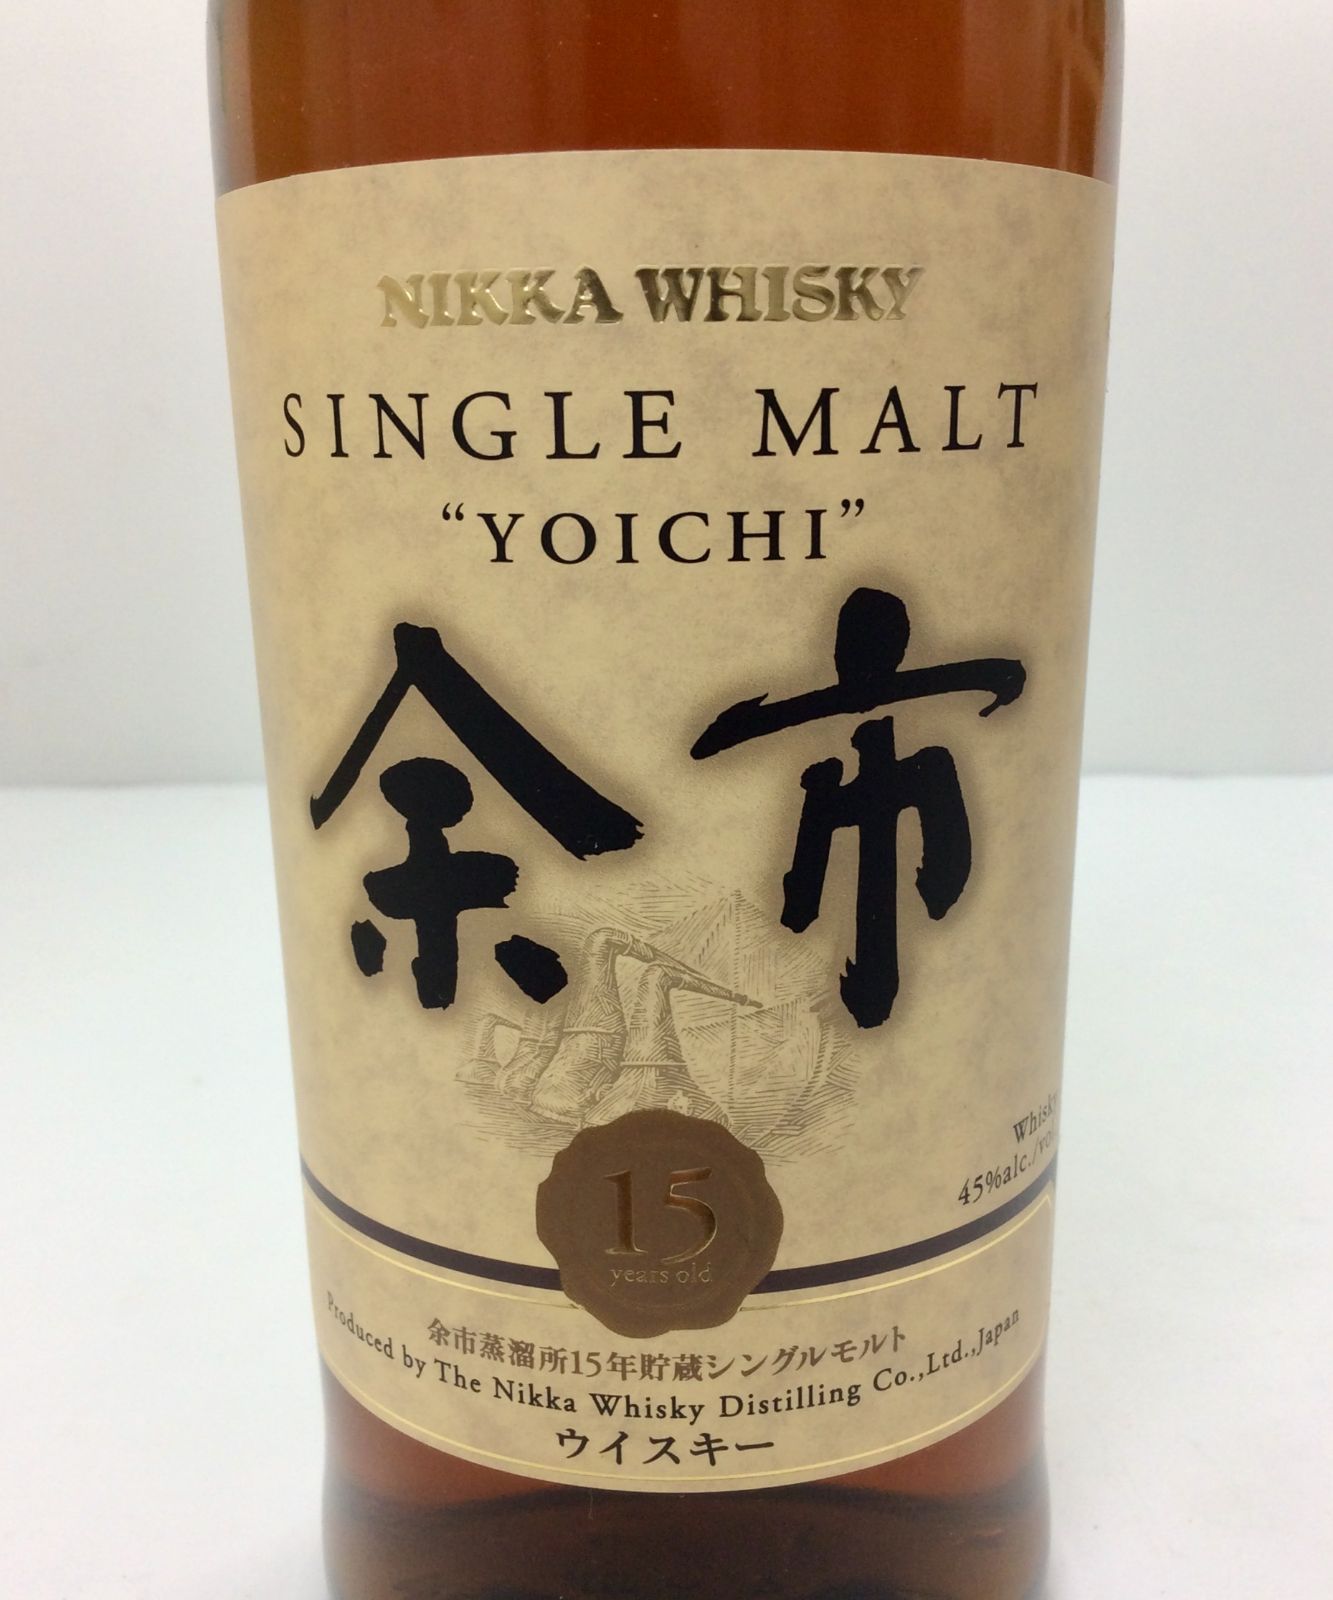 NIKKA WHISKY
SINGLE MALT
“YOICHI”
余市
Whisky
45%alc./vol.
15
years old
余市蒸溜所15年貯蔵シングルモルト
Produced by The Nikka Whisky Distilling Co.,Ltd.,Japan
ウイスキー